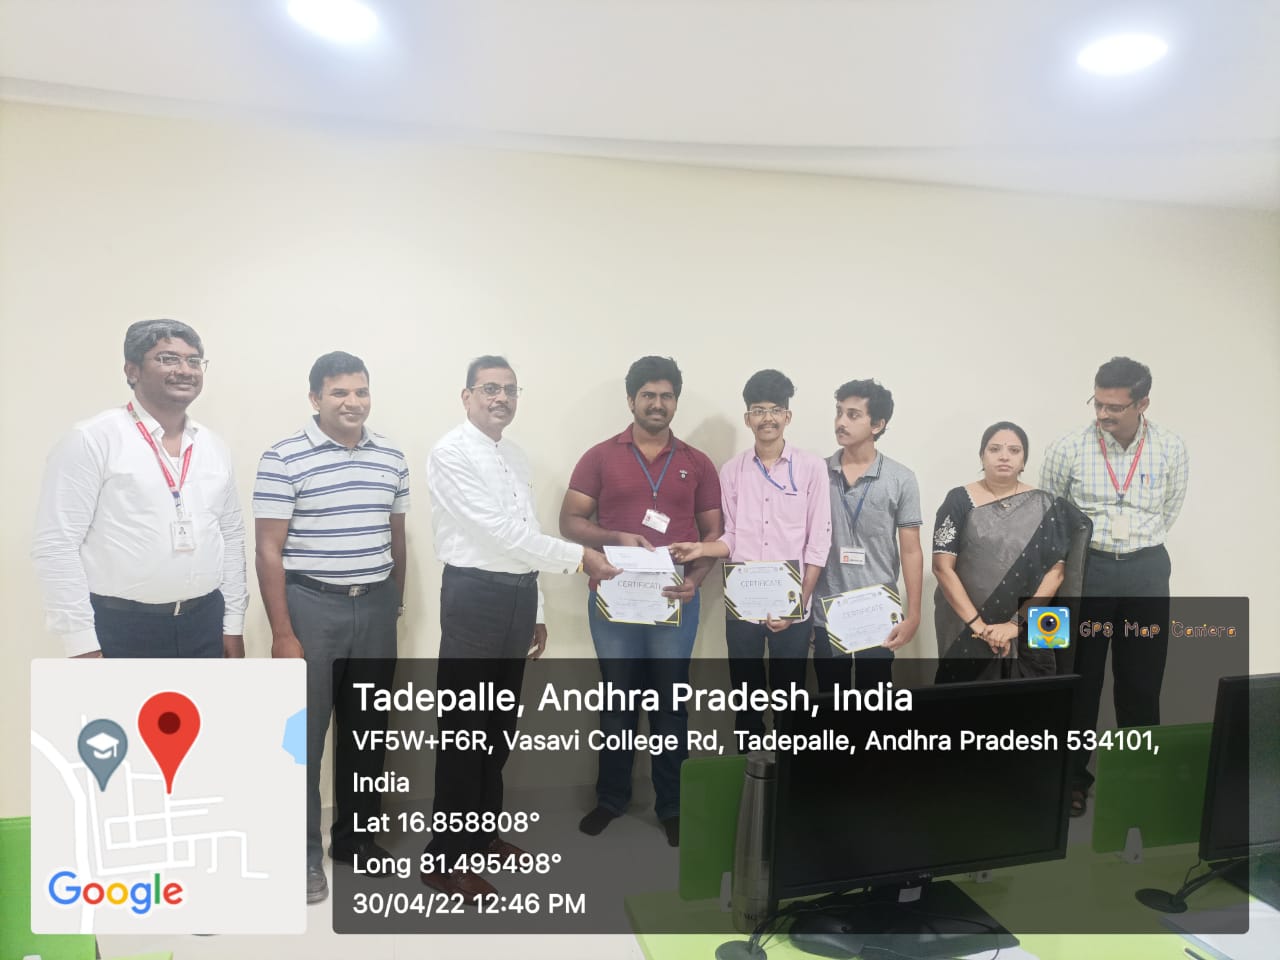 CERTIFICATE
CERTIFICATE
CERTIFICATE
GPS Map Camera
Tadepalle, Andhra Pradesh, India
VF5W+F6R, Vasavi College Rd, Tadepalle, Andhra Pradesh 534101,
India
Lat 16.858808°
Long 81.495498°
30/04/22 12:46 PM
Google